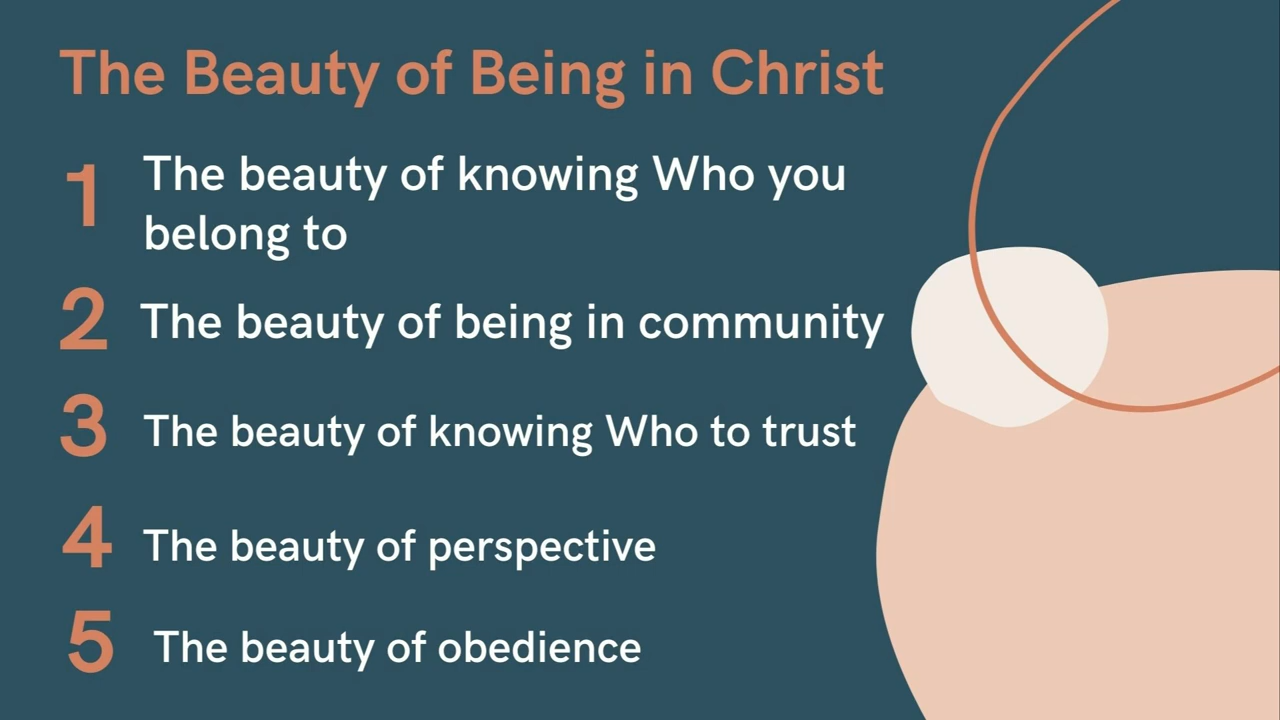 The Beauty of Being in Christ
1 The beauty of knowing Who you
belong to
2 The beauty of being in community
3 The beauty of knowing Who to trust
4 The beauty of perspective
5 The beauty of obedience